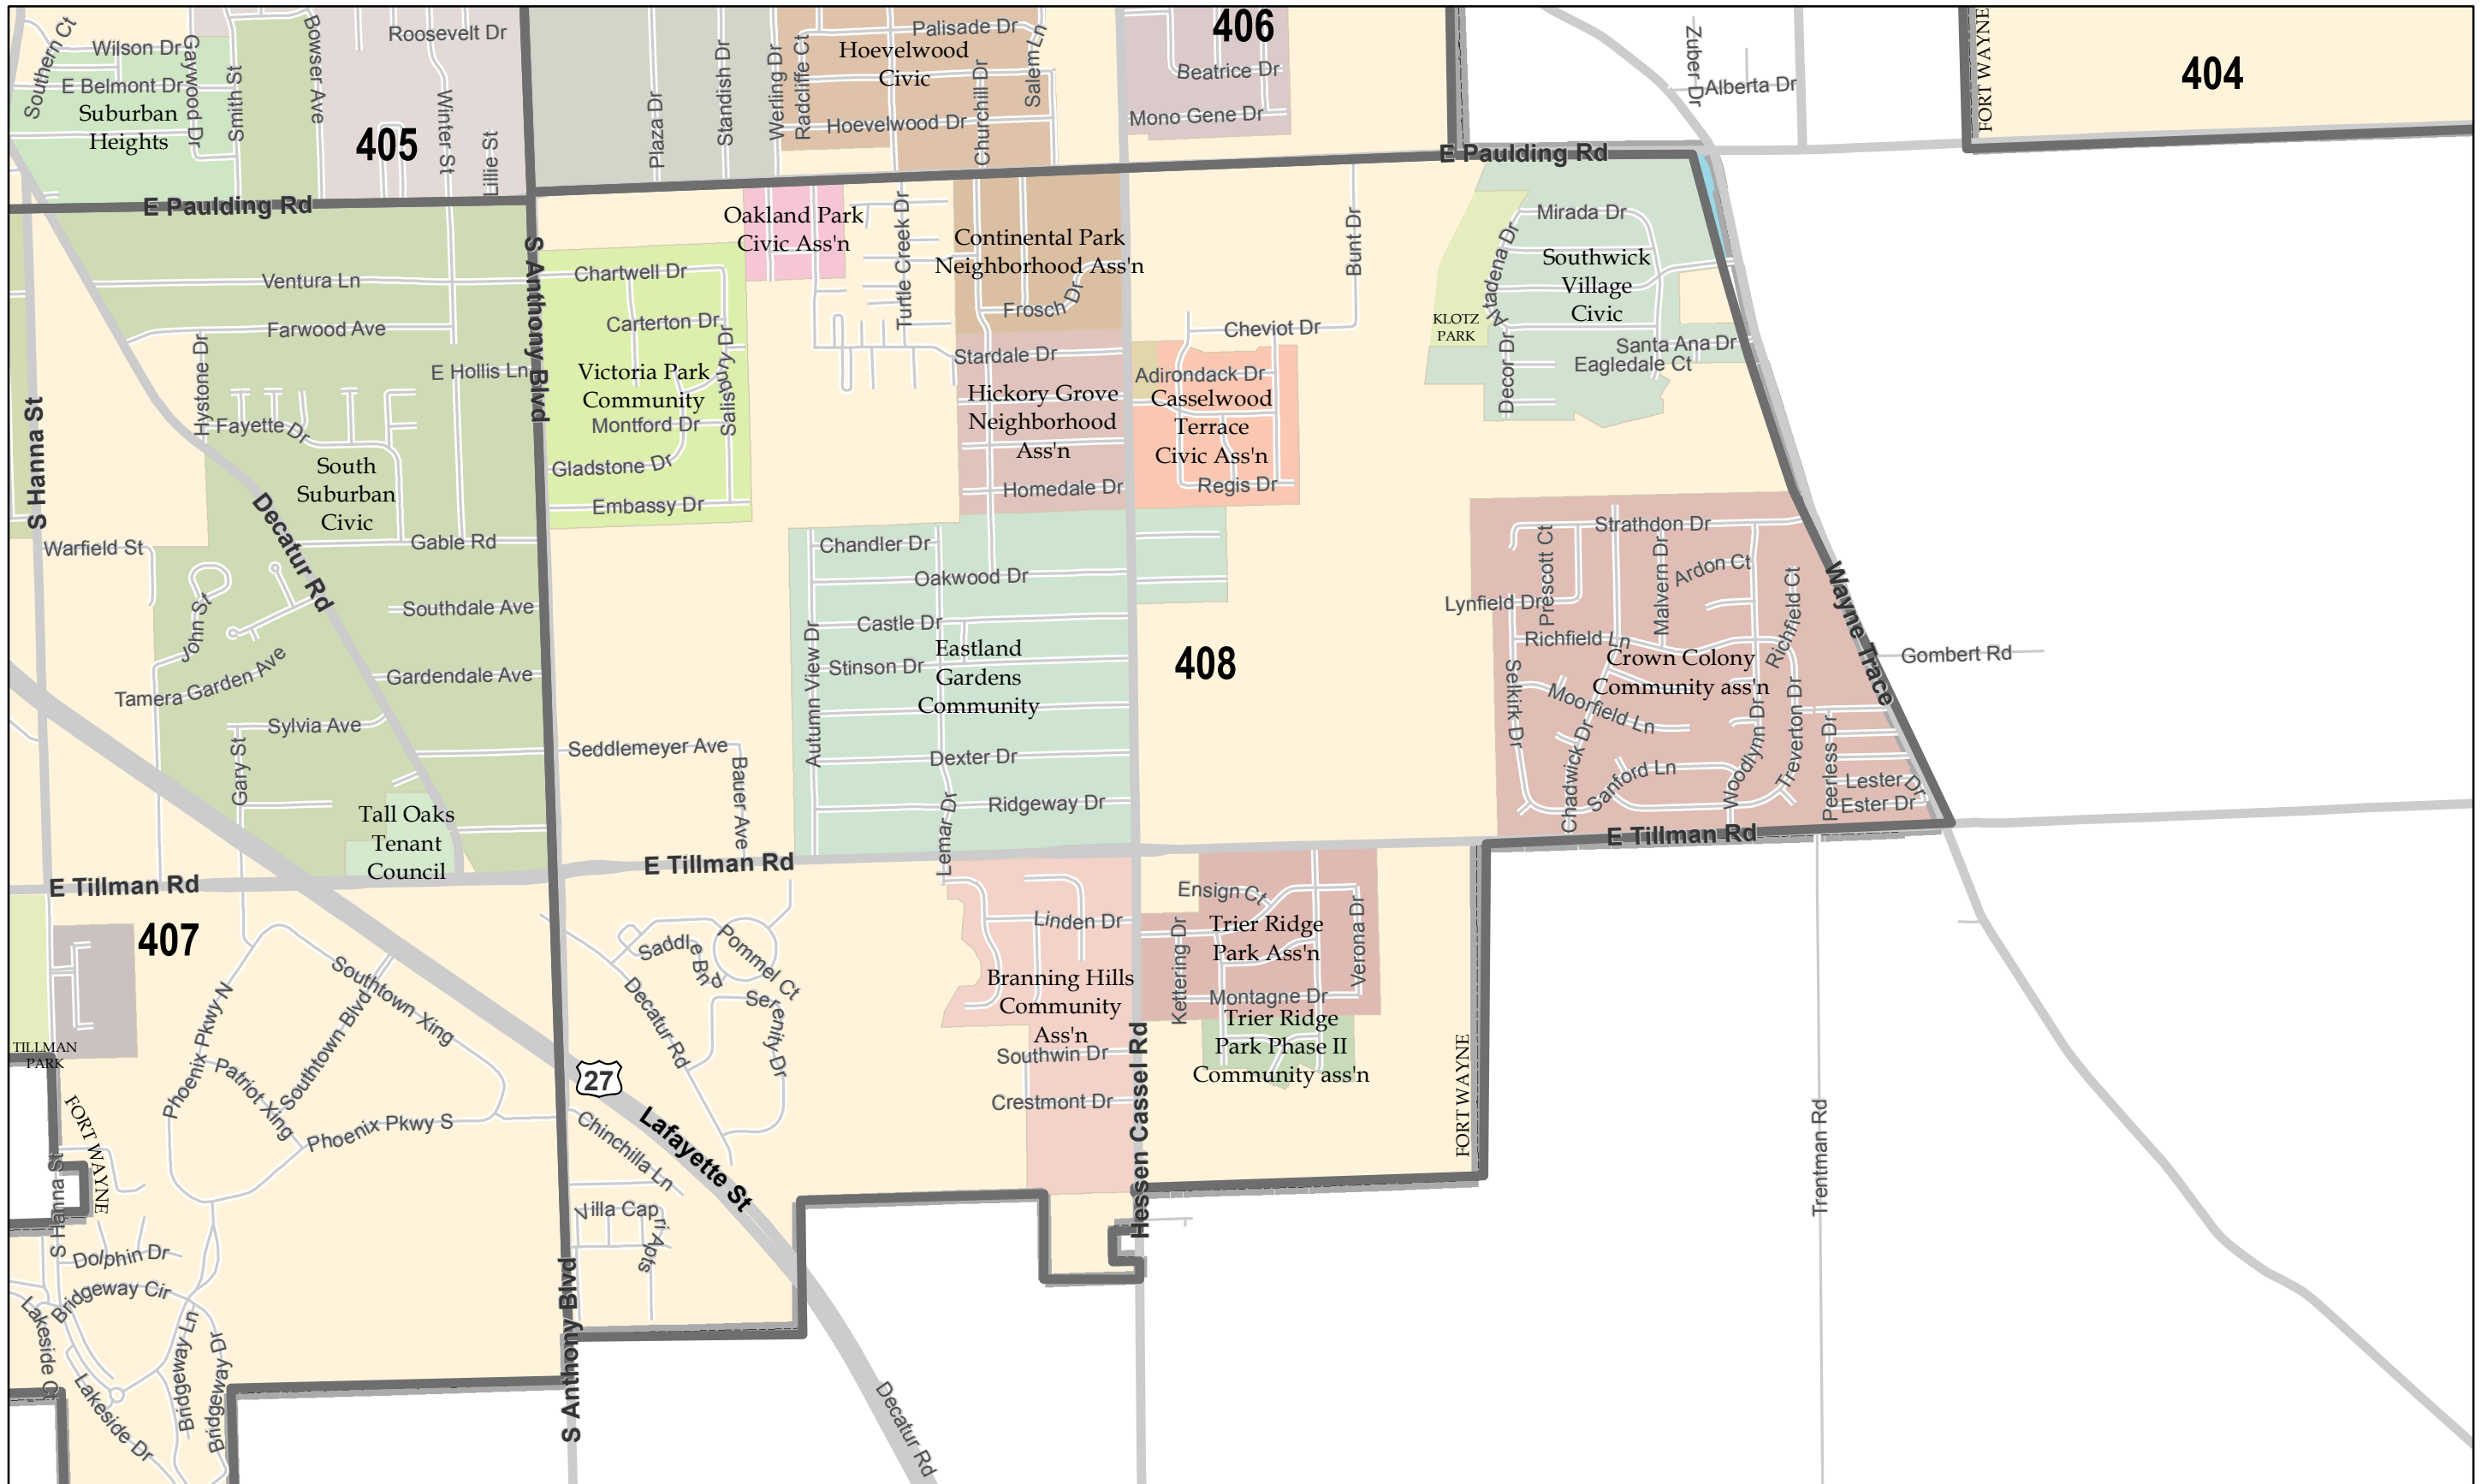 Southern Ct
Wilson Dr
Gaywood Dr
E Belmont Dr
Suburban
Heights
Smith St
Bowser Ave
Roosevelt Dr
405
Winter St
Lillie St
Plaza Dr
Standish Dr
Werling Dr
Radcliffe Ct
Palisade Dr
Hoevelwood
Civic
Hoevelwood Dr
Churchill Dr
Salem Ln
406
Beatrice Dr
Mono Gene Dr
Zuber Dr
Alberta Dr
FORT WAYNE
404
E Paulding Rd
E Paulding Rd
Ventura Ln
Farwood Ave
Hystone Dr
E Hollis Ln
Fayette Dr
South
Suburban
Civic
S Hanna St
S Anthony Blvd
Decatur Rd
Warfield St
Gable Rd
John St
Southdale Ave
Tamera Garden Ave
Gardendale Ave
Sylvia Ave
Gary St
Tall Oaks
Tenant
Council
E Tillman Rd
Chartwell Dr
Carterton Dr
Victoria Park
Community
Salisbury Dr
Montford Dr
Gladstone Dr
Embassy Dr
Oakland Park
Civic Ass'n
Turtle Creek Dr
Continental Park
Neighborhood Ass'n
Frosch Dr
Stardale Dr
Hickory Grove
Neighborhood
Ass'n
Homedale Dr
Bunt Dr
Cheviot Dr
Adirondack Dr
Casselwood
Terrace
Civic Ass'n
Regis Dr
KLOTZ
PARK
Mirada Dr
Altadena Dr
Southwick
Village
Civic
Santa Ana Dr
Eagledale Ct
Decor Dr
Chandler Dr
Oakwood Dr
Castle Dr
Autumn View Dr
Stinson Dr
Eastland
Gardens
Community
Dexter Dr
Lemar Dr
Ridgeway Dr
408
Seddlemeyer Ave
Bauer Ave
E Tillman Rd
Strathdon Dr
Prescott Ct
Malvern Dr
Ardon Ct
Lynfield Dr
Richfield Ln
Richfield Ct
Crown Colony
Community ass'n
Selkirk Dr
Moorfield Ln
Chadwick Dr
Sanford Ln
Woodlynn Dr
Treverton Dr
Peerless Dr
Lester Dr
Ester Dr
Wayne Trace
Gombert Rd
E Tillman Rd
407
TILLMAN
PARK
FORT WAYNE
S Hanna St
Southtown Xing
Phoenix Pkwy N
Southtown Blvd
Patriot Xing
Phoenix Pkwy S
Dolphin Dr
Bridgeway Cir
Lakeside Ct
Lakeside Dr
Bridgeway Ln
Bridgeway Dr
Saddle Bnd
Pommel Ct
Decatur Rd
Serenity Dr
27
Lafayette St
Chinchilla Ln
Villa Capri Apts
S Anthony Blvd
Decatur Rd
Linden Dr
Branning Hills
Community
Ass'n
Southwin Dr
Crestmont Dr
Hessen Cassel Rd
Ensign Ct
Trier Ridge
Park Ass'n
Kettering Dr
Verona Dr
Montagne Dr
Trier Ridge
Park Phase II
Community ass'n
FORT WAYNE
Trentman Rd